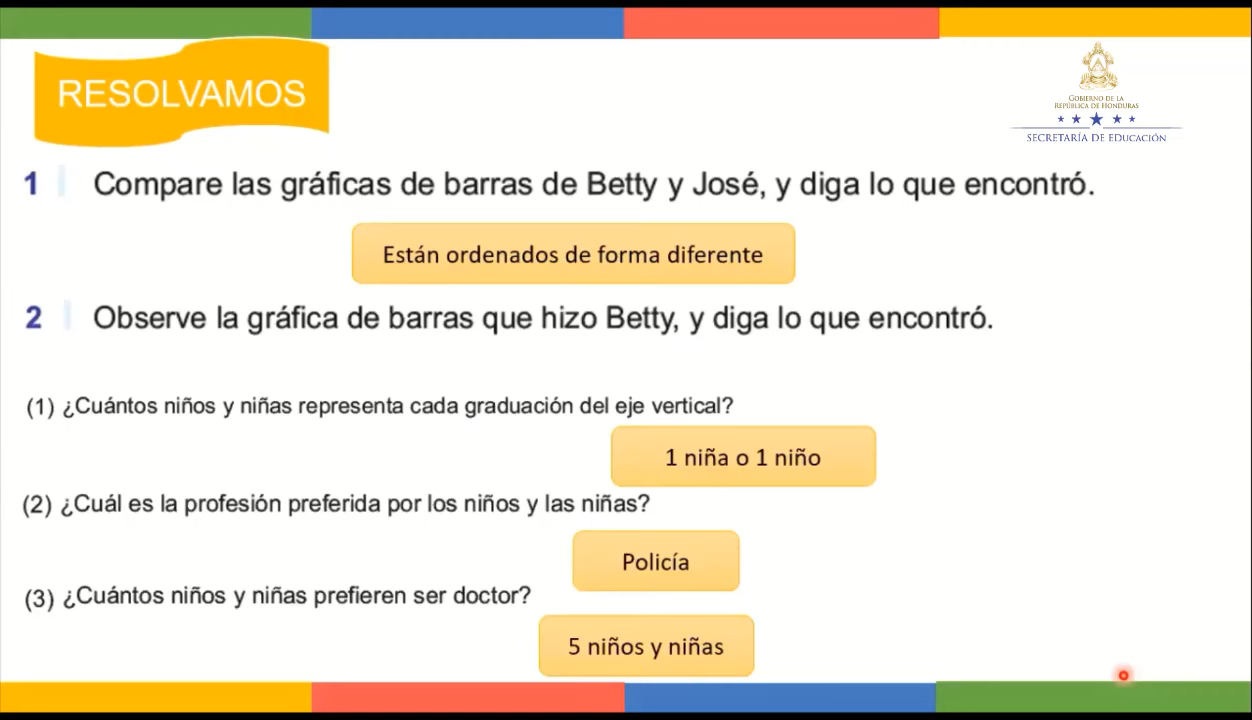 RESOLVAMOS
GOBIERNO DE LA
REPÚBLICA DE HONDURAS
SECRETARÍA DE EDUCACIÓN
1 Compare las gráficas de barras de Betty y José, y diga lo que encontró.
Están ordenados de forma diferente
2 Observe la gráfica de barras que hizo Betty, y diga lo que encontró.
(1) ¿Cuántos niños y niñas representa cada graduación del eje vertical?
1 niña o 1 niño
(2) ¿Cuál es la profesión preferida por los niños y las niñas?
Policía
(3) ¿Cuántos niños y niñas prefieren ser doctor?
5 niños y niñas